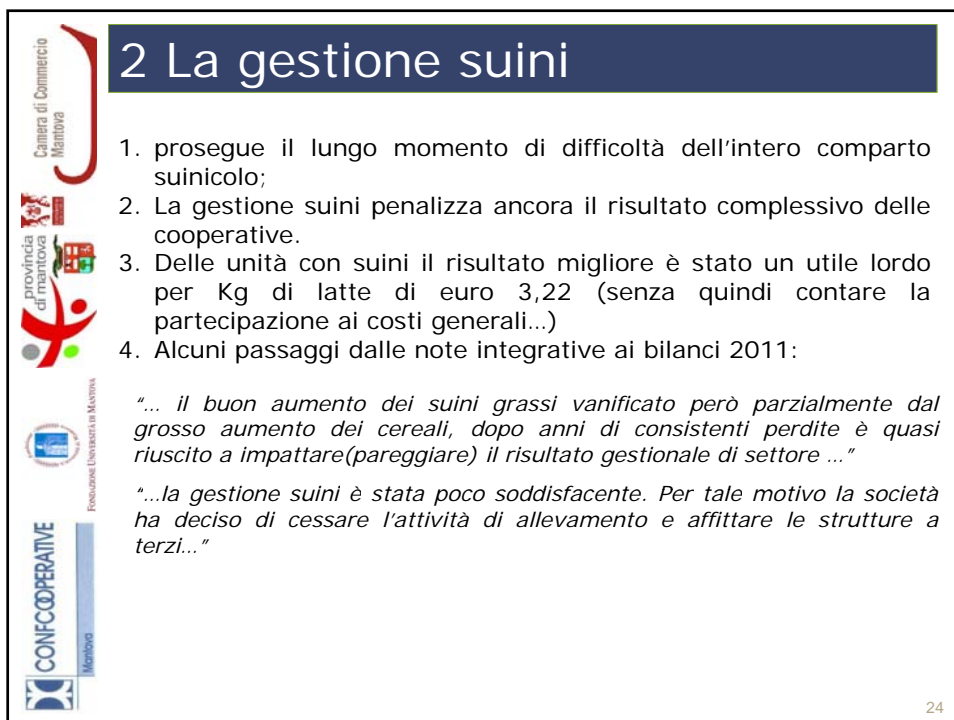 2 La gestione suini
1. prosegue il lungo momento di difficoltà dell'intero comparto
suinicolo;
2. La gestione suini penalizza ancora il risultato complessivo delle
cooperative.
3. Delle unità con suini il risultato migliore è stato un utile lordo
per Kg di latte di euro 3,22 (senza quindi contare la
partecipazione ai costi generali…)
4. Alcuni passaggi dalle note integrative ai bilanci 2011:
"… il buon aumento dei suini grassi vanificato però parzialmente dal
grosso aumento dei cereali, dopo anni di consistenti perdite è quasi
riuscito a impattare(pareggiare) il risultato gestionale di settore …"
"…la gestione suini è stata poco soddisfacente. Per tale motivo la società
ha deciso di cessare l'attività di allevamento e affittare le strutture a
terzi…"
Camera di Commercio
Mantova
provincia
di mantova
FONDAZIONE UNIVERSITÀ DI MANTOVA
CONFCOOPERATIVE
Mantova
24